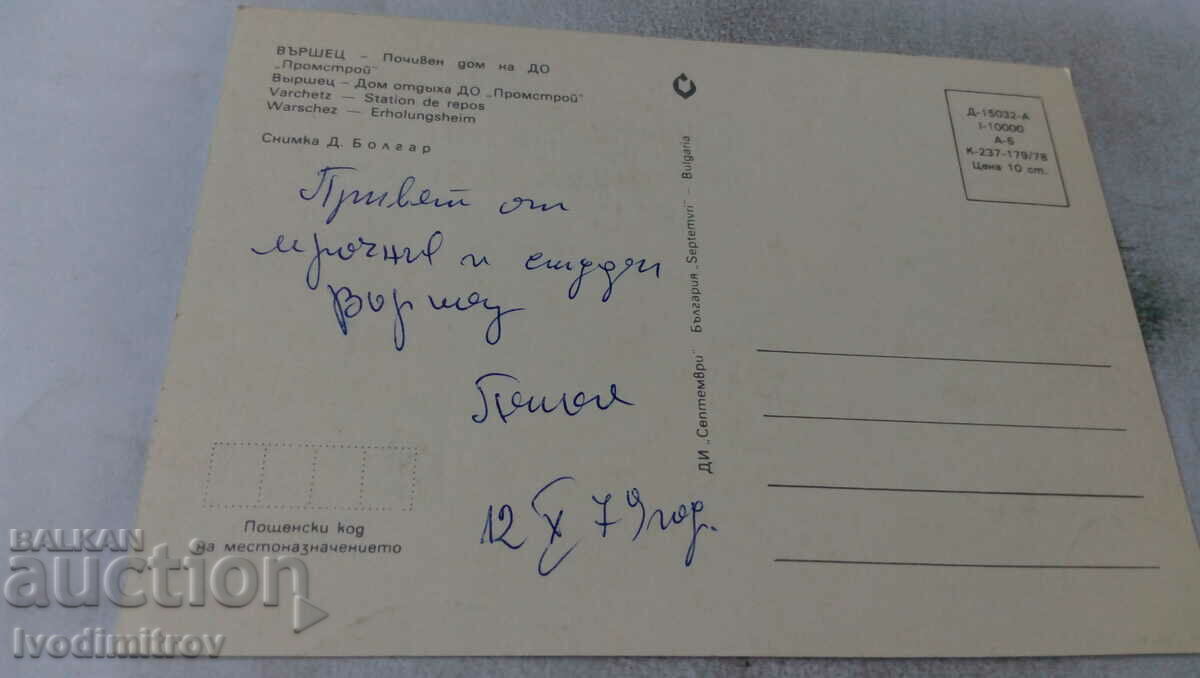 ВЪРШЕЦ – Почивен дом на ДО
„Промстрой"
Выршец – Дом отдыха ДО „Промстрой"
Varchetz — Station de repos
Warschez — Erholungsheim
Снимка Д. Болгар
Привет от
мрачния и студен
Вършец
12 X 79 год.
Пощенски код
на местоназначението
ДИ „Септември" България „Septemvri" – Bulgaria
Д-15032-А
I-10000
А-6
К-237-179/78
Цена 10 ст.
BALKAN
auction
Ivodimitrov